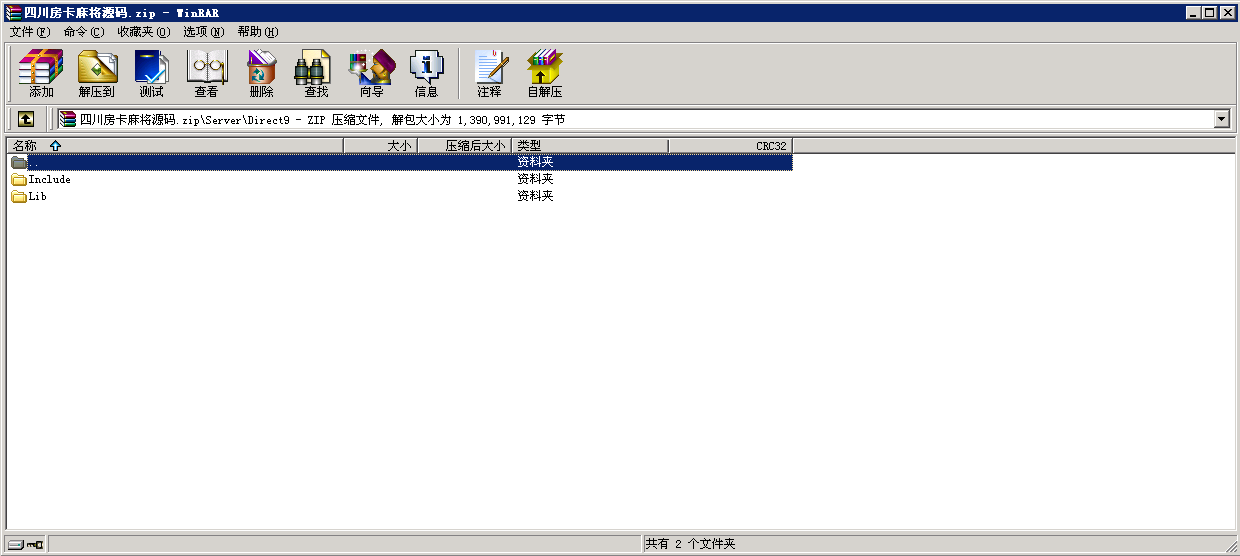 四川房卡麻将源码.zip - WinRAR
文件(F) 命令(C) 收藏夹(O) 选项(N) 帮助(H)
添加 解压到 测试 查看 删除 查找 向导 信息 注释 自解压
四川房卡麻将源码.zip\Server\Direct9 - ZIP 压缩文件, 解包大小为 1,390,991,129 字节
名称 大小 压缩后大小 类型 CRC32
.. 资料夹
Include 资料夹
Lib 资料夹
共有 2 个文件夹